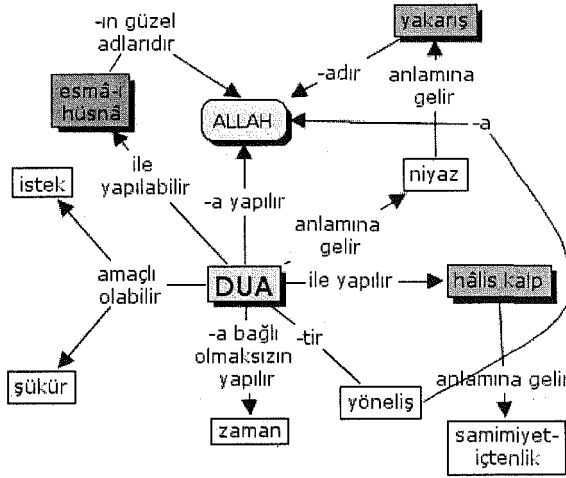 -ın güzel
adlarıdır
yakarış
esmâ-i
hüsnâ
-adır
anlamına
gelir
ALLAH
-a
istek
ile
yapılabilir
-a yapılır
niyaz
anlamına
gelir
amaçlı
olabilir
DUA
ile yapılır
hâlis kalp
-a bağlı
olmaksızın
yapılır
-tir
şükür
yöneliş
anlamına gelir
zaman
samimiyet-
içtenlik